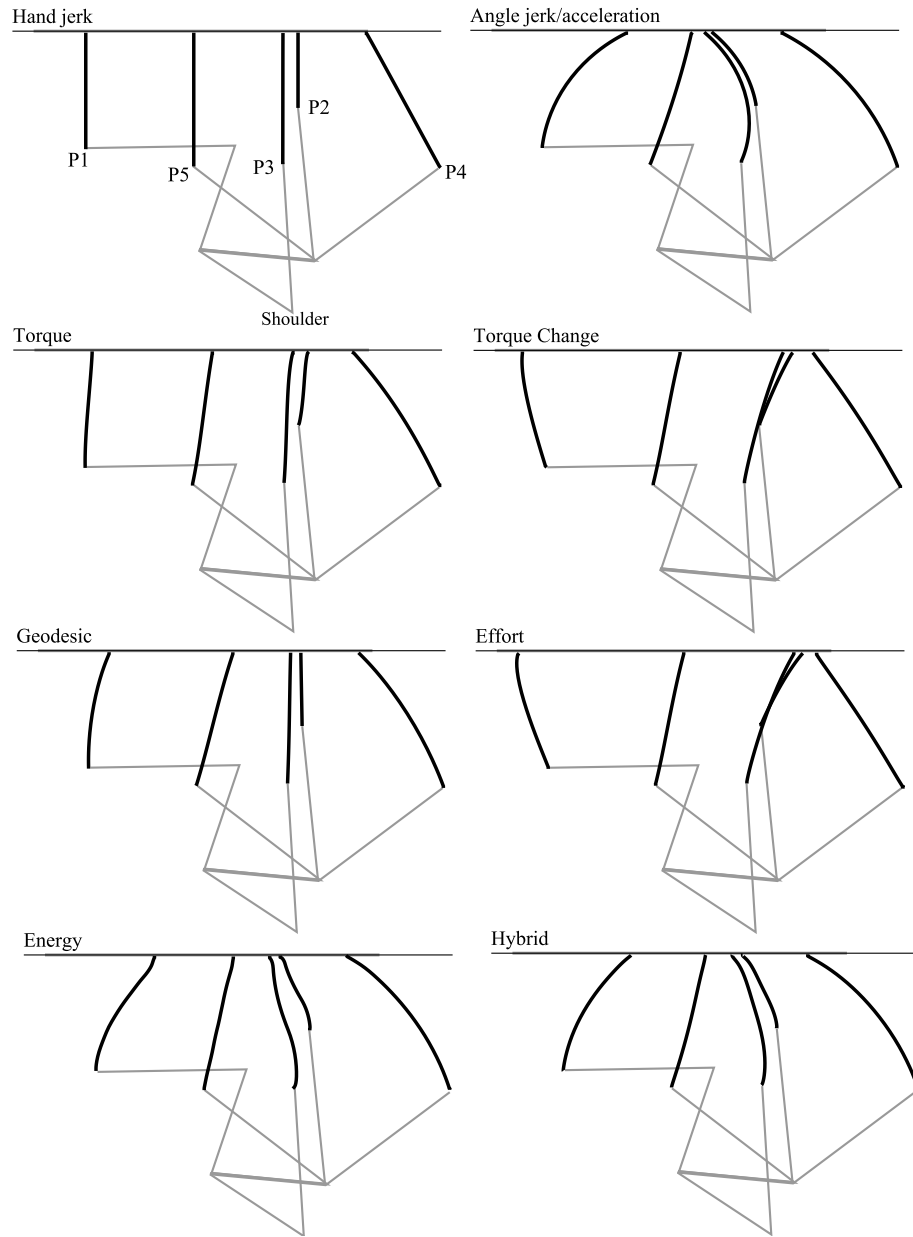 Hand jerk
Angle jerk/acceleration
P2
P1
P5
P3
P4
Shoulder
Torque
Torque Change
Geodesic
Effort
Energy
Hybrid